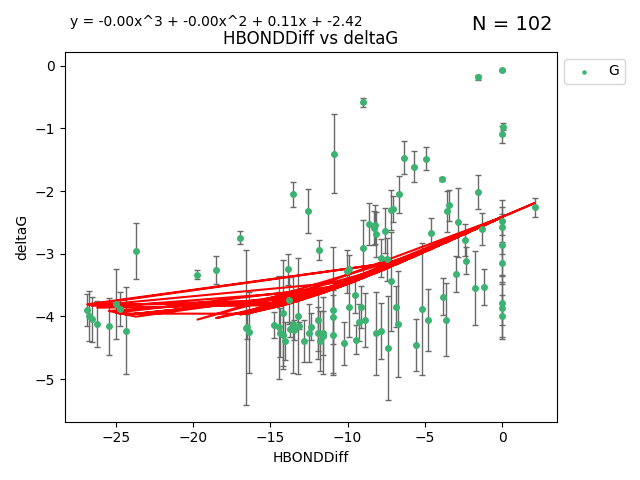 y = -0.00x^3 + -0.00x^2 + 0.11x + -2.42
N = 102
HBONDDiff vs deltaG
G
0
−1
−2
−3
−4
−5
deltaG
−25 −20 −15 −10 −5 0
HBONDDiff